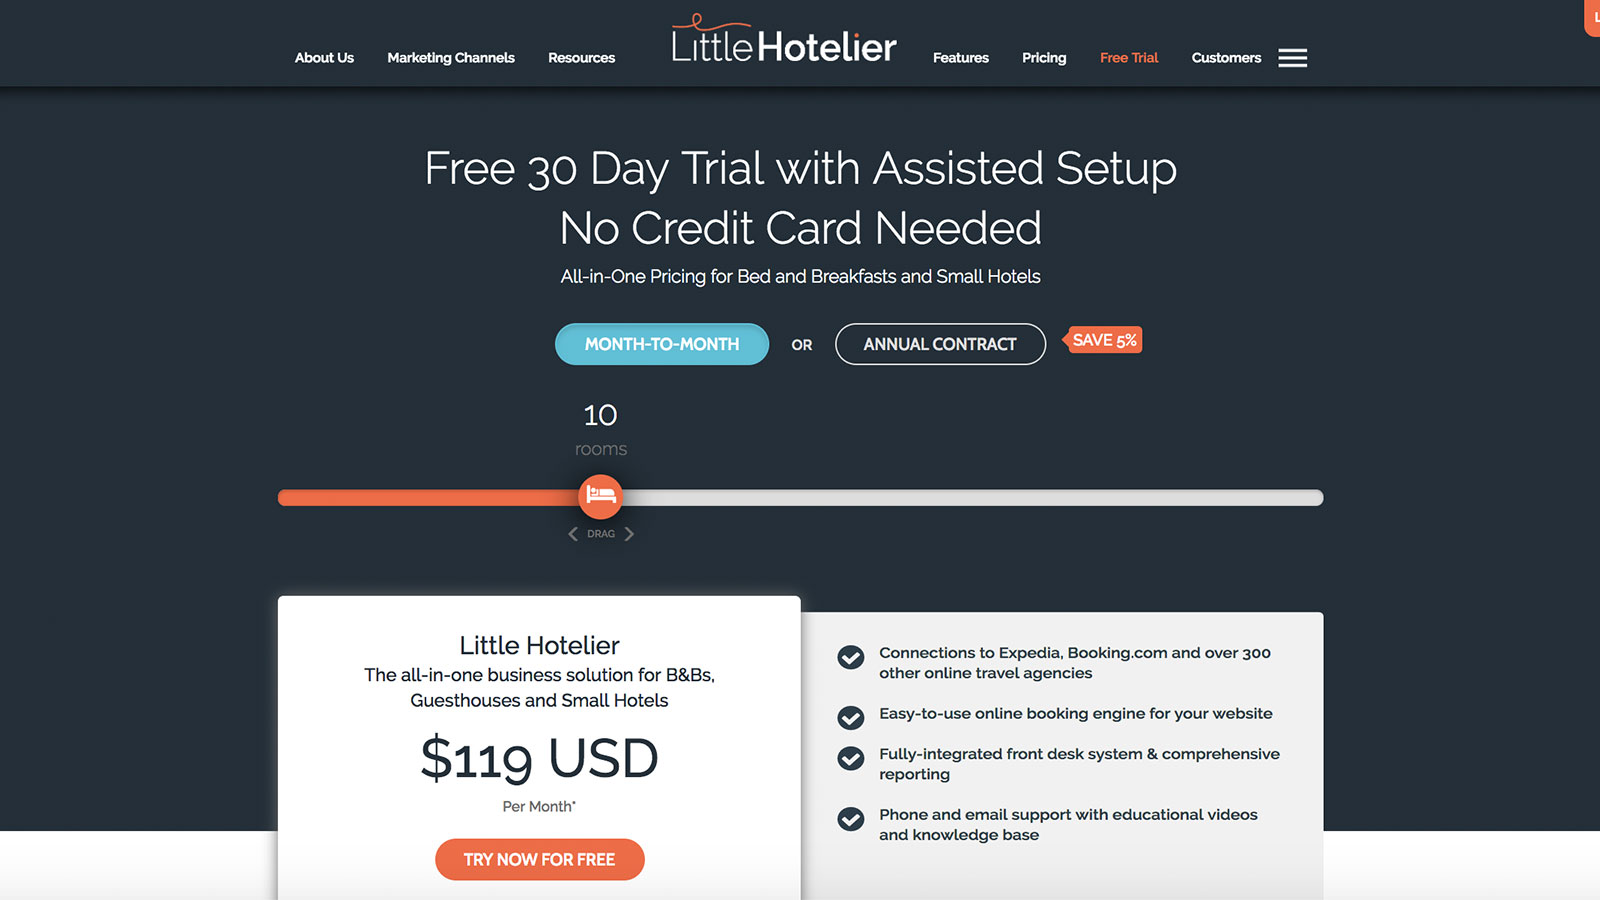 About Us
Marketing Channels
Resources
Little Hotelier
Features
Pricing
Free Trial
Customers
L
Free 30 Day Trial with Assisted Setup
No Credit Card Needed
All-in-One Pricing for Bed and Breakfasts and Small Hotels
MONTH-TO-MONTH
OR
ANNUAL CONTRACT
SAVE 5%
10
rooms
DRAG
Little Hotelier
The all-in-one business solution for B&Bs,
Guesthouses and Small Hotels
$119 USD
Per Month*
TRY NOW FOR FREE
Connections to Expedia, Booking.com and over 300
other online travel agencies
Easy-to-use online booking engine for your website
Fully-integrated front desk system & comprehensive
reporting
Phone and email support with educational videos
and knowledge base